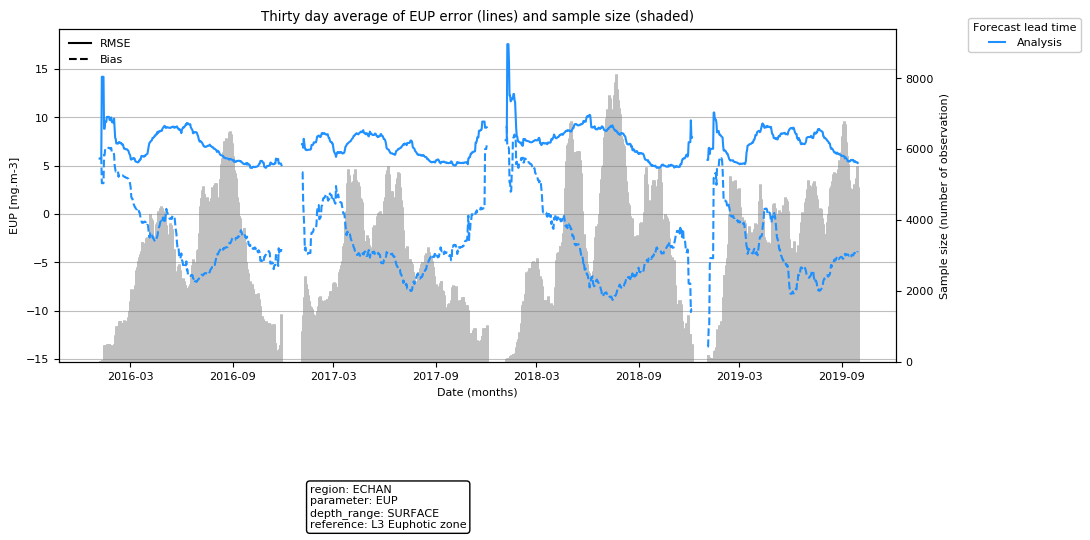 Thirty day average of EUP error (lines) and sample size (shaded)
Forecast lead time
Analysis
RMSE
Bias
EUP [mg.m-3]
15
10
5
0
−5
−10
−15
8000
6000
4000
2000
0
Sample size (number of observation)
2016-03 2016-09 2017-03 2017-09 2018-03 2018-09 2019-03 2019-09
Date (months)
region: ECHAN
parameter: EUP
depth_range: SURFACE
reference: L3 Euphotic zone